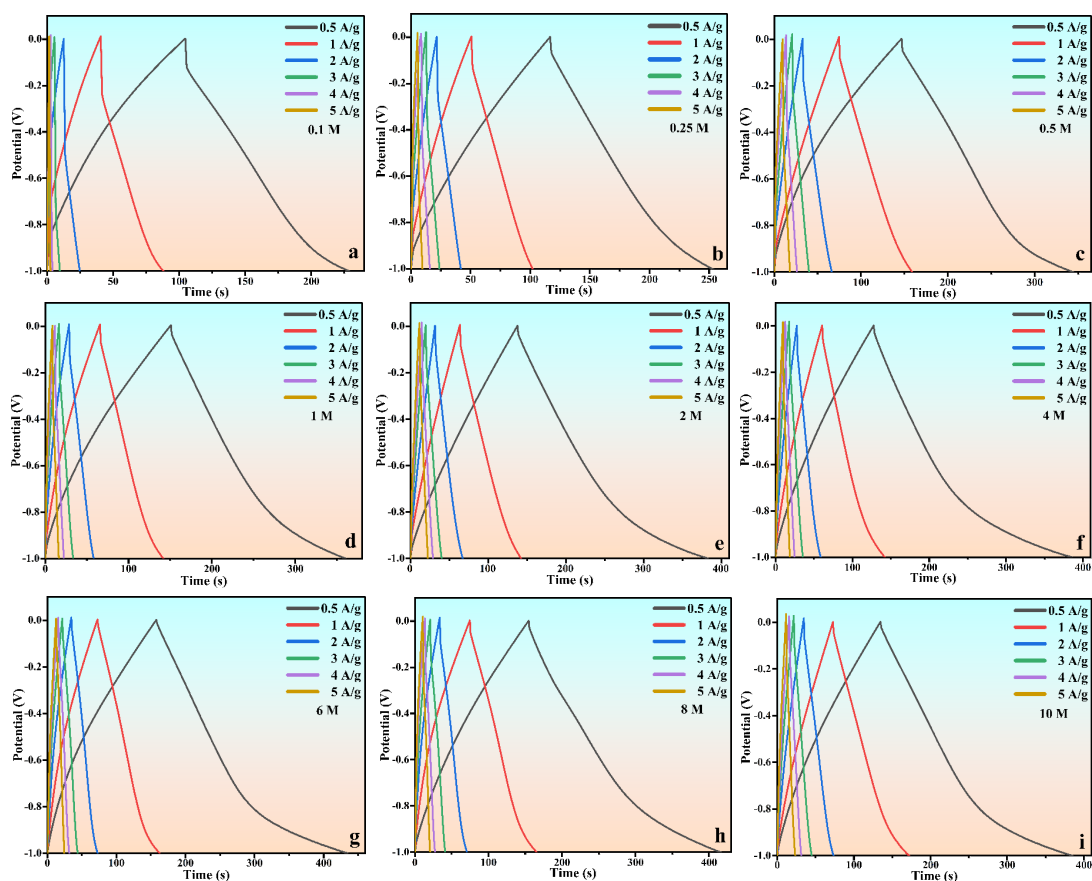 0.5 A/g
1 A/g
2 A/g
3 A/g
4 A/g
5 A/g
0.1 M
a
Potential (V)
0.0
-0.2
-0.4
-0.6
-0.8
-1.0
0 50 100 150 200
Time (s)
0.5 A/g
1 A/g
2 A/g
3 A/g
4 A/g
5 A/g
0.25 M
b
Potential (V)
0.0
-0.2
-0.4
-0.6
-0.8
-1.0
0 50 100 150 200 250
Time (s)
0.5 A/g
1 A/g
2 A/g
3 A/g
4 A/g
5 A/g
0.5 M
c
Potential (V)
0.0
-0.2
-0.4
-0.6
-0.8
-1.0
0 100 200 300
Time (s)
0.5 A/g
1 A/g
2 A/g
3 A/g
4 A/g
5 A/g
1 M
d
Potential (V)
0.0
-0.2
-0.4
-0.6
-0.8
-1.0
0 100 200 300
Time (s)
0.5 A/g
1 A/g
2 A/g
3 A/g
4 A/g
5 A/g
2 M
e
Potential (V)
0.0
-0.2
-0.4
-0.6
-0.8
-1.0
0 100 200 300 400
Time (s)
0.5 A/g
1 A/g
2 A/g
3 A/g
4 A/g
5 A/g
4 M
f
Potential (V)
0.0
-0.2
-0.4
-0.6
-0.8
-1.0
0 100 200 300 400
Time (s)
0.5 A/g
1 A/g
2 A/g
3 A/g
4 A/g
5 A/g
6 M
g
Potential (V)
0.0
-0.2
-0.4
-0.6
-0.8
-1.0
0 100 200 300 400
Time (s)
0.5 A/g
1 A/g
2 A/g
3 A/g
4 A/g
5 A/g
8 M
h
Potential (V)
0.0
-0.2
-0.4
-0.6
-0.8
-1.0
0 100 200 300 400
Time (s)
0.5 A/g
1 A/g
2 A/g
3 A/g
4 A/g
5 A/g
10 M
i
Potential (V)
0.0
-0.2
-0.4
-0.6
-0.8
-1.0
0 100 200 300 400
Time (s)